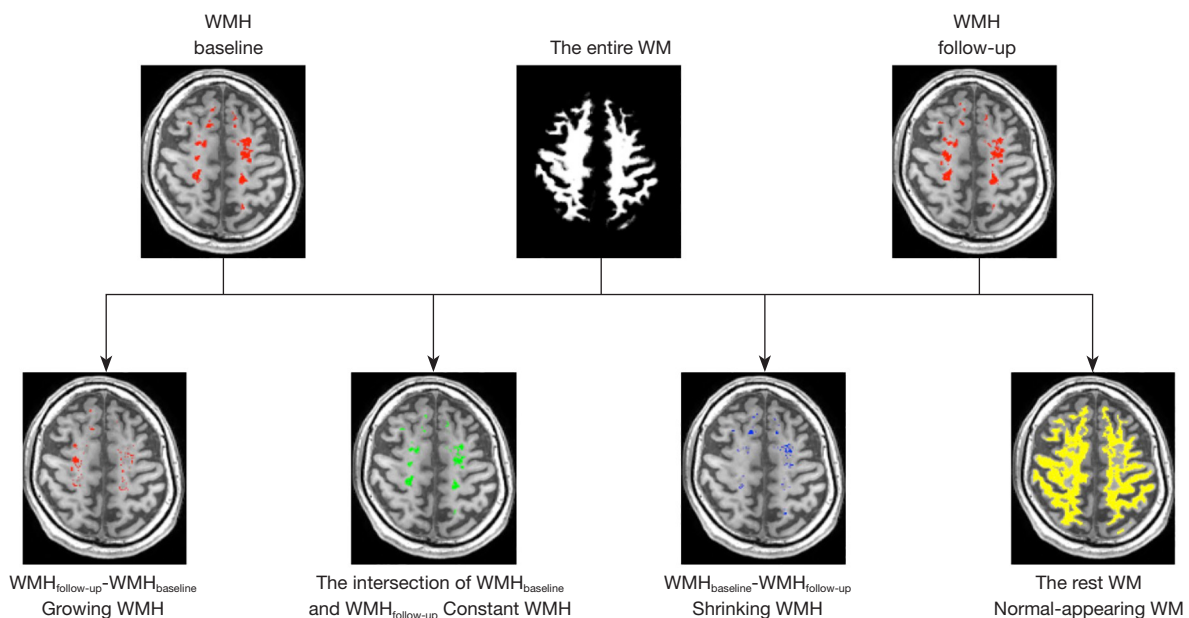 WMH
baseline
The entire WM
WMH
follow-up
WMHfollow-up-WMHbaseline
Growing WMH
The intersection of WMHbaseline
and WMHfollow-up Constant WMH
WMHbaseline-WMHfollow-up
Shrinking WMH
The rest WM
Normal-appearing WM